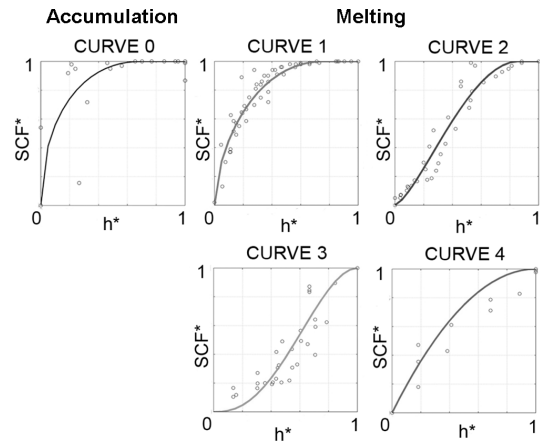 Accumulation
Melting
CURVE 0
CURVE 1
CURVE 2
1
SCF*
0
h*
1
1
SCF*
0
h*
1
1
SCF*
0
h*
1
CURVE 3
CURVE 4
1
SCF*
0
h*
1
1
SCF*
0
h*
1